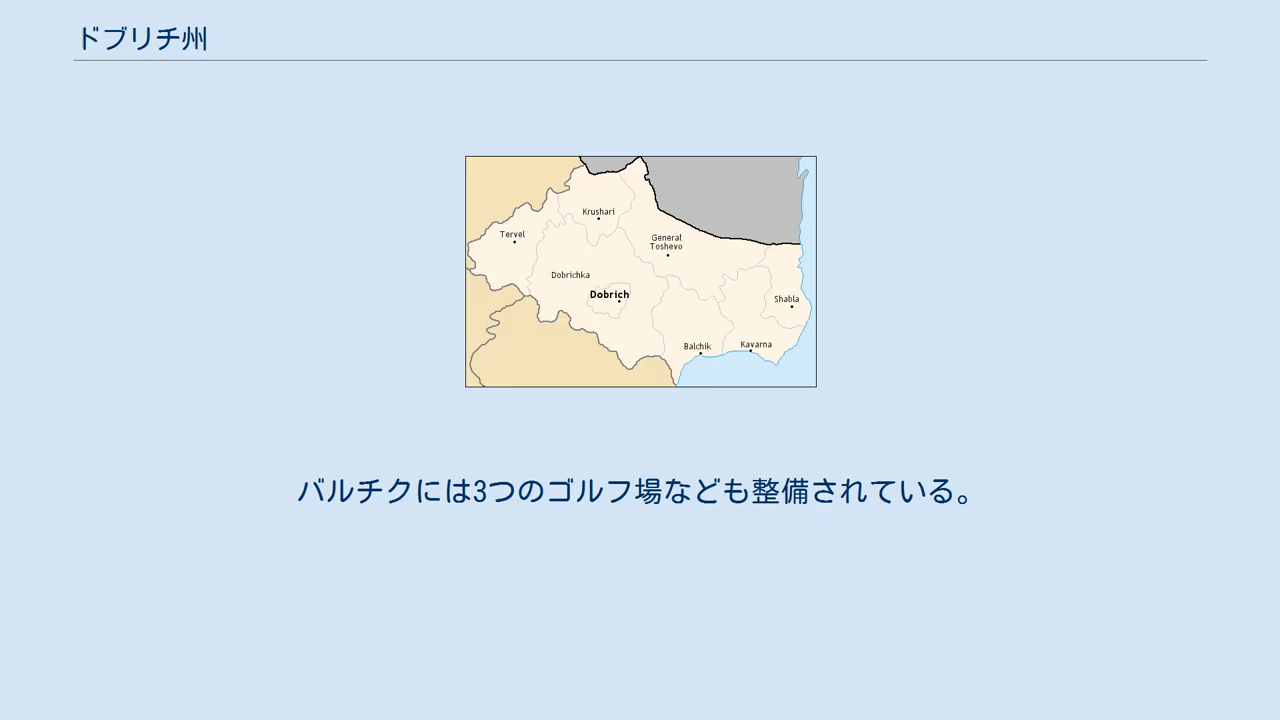 ドブリチ州
Krushari
Tervel
General
Toshevo
Dobrichka
Dobrich
Shabla
Balchik
Kavarna
バルチクには3つのゴルフ場なども整備されている。